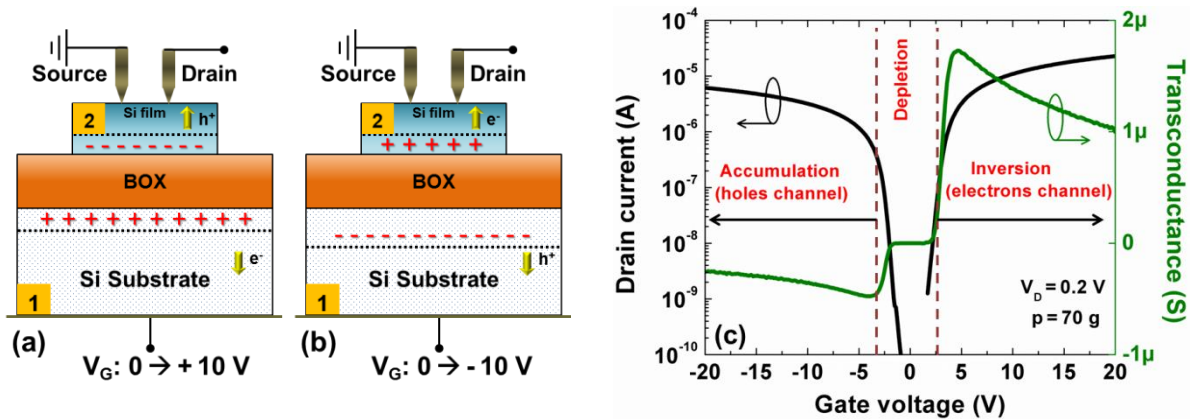 Source Drain
2 Si film h⁺
- - - - - - -
BOX
+ + + + + + + + +
e⁻
Si Substrate
1
(a) V_G: 0 → + 10 V
Source Drain
2 Si film e⁻
+ + + + +
BOX
- - - - - - - - - - - -
h⁺
Si Substrate
1
(b) V_G: 0 → - 10 V
Drain current (A)
10⁻⁴
10⁻⁵
10⁻⁶
10⁻⁷
10⁻⁸
10⁻⁹
10⁻¹⁰
Depletion
Accumulation
(holes channel)
Inversion
(electrons channel)
V_D = 0.2 V
p = 70 g
(c)
-20 -15 -10 -5 0 5 10 15 20
Gate voltage (V)
2µ
1µ
0
-1µ
Transconductance (S)